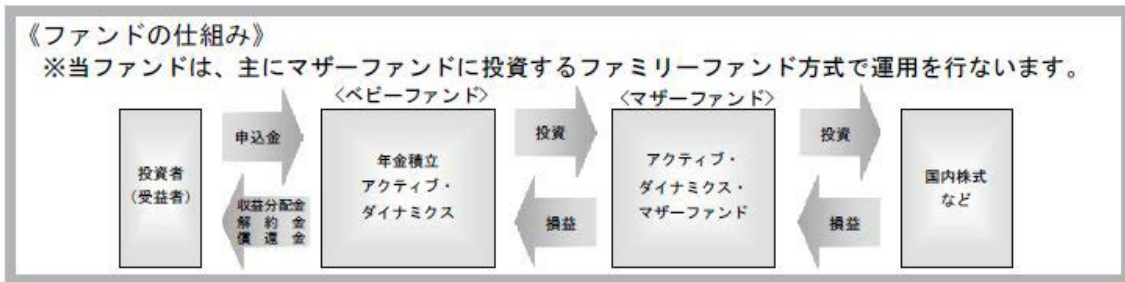 《ファンドの仕組み》
※当ファンドは、主にマザーファンドに投資するファミリーファンド方式で運用を行ないます。
〈ベビーファンド〉
〈マザーファンド〉
投資者
(受益者)
申込金
収益分配金
解約金
償還金
年金積立
アクティブ・
ダイナミクス
投資
損益
アクティブ・
ダイナミクス・
マザーファンド
投資
損益
国内株式
など